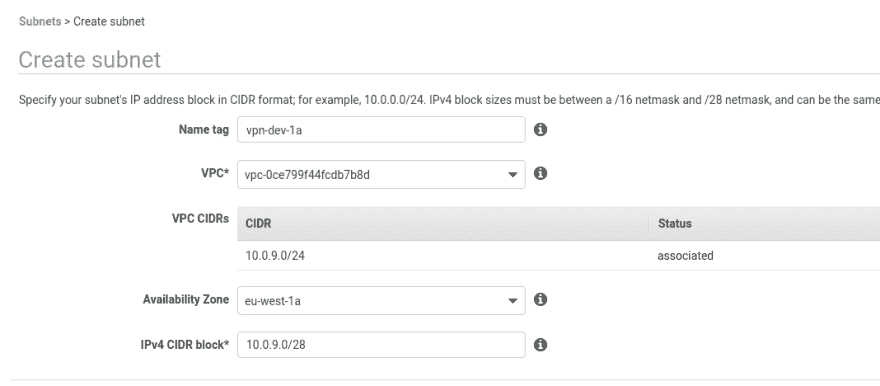 Subnets > Create subnet
Create subnet
Specify your subnet's IP address block in CIDR format; for example, 10.0.0.0/24. IPv4 block sizes must be between a /16 netmask and /28 netmask, and can be the same
Name tag vpn-dev-1a
VPC* vpc-0ce799f44fcdb7b8d
VPC CIDRs CIDR Status
10.0.9.0/24 associated
Availability Zone eu-west-1a
IPv4 CIDR block* 10.0.9.0/28